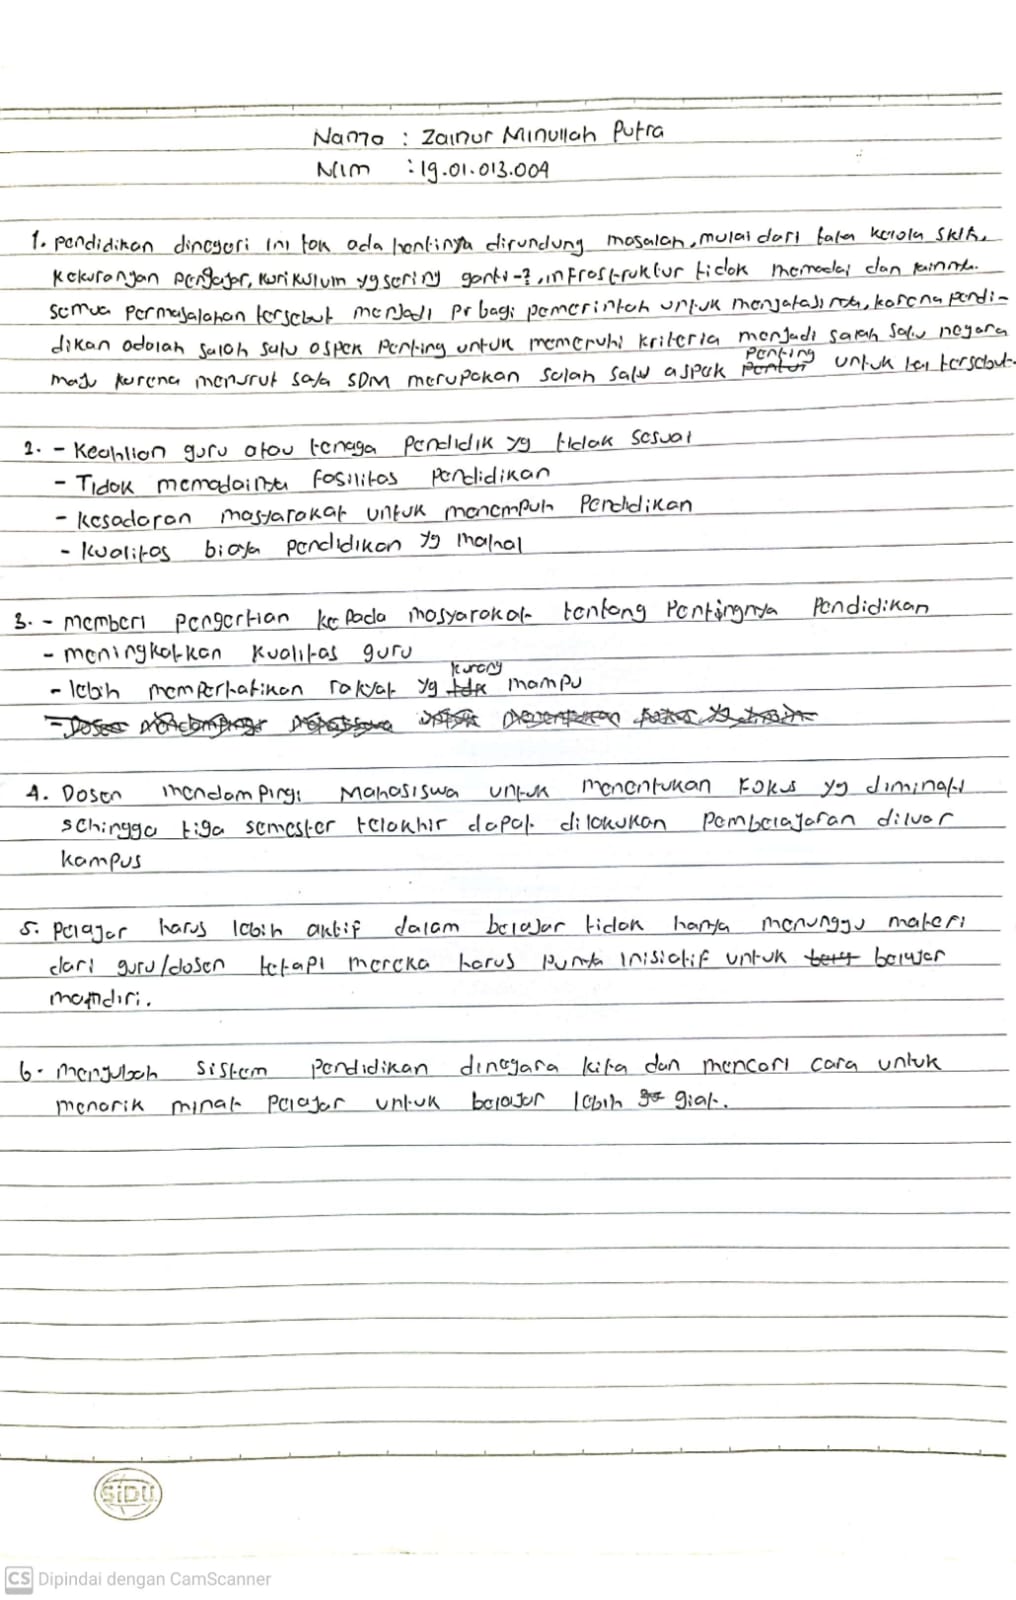 Nama : Zainur Minullah Putra
Nim : 19.01.013.004
1. pendidikan dinegeri ini tak ada hentinya dirundung masalah, mulai dari tata kelola
kekurangan pengajar, kurikulum yg sering ganti-2, infrastruktur tidak memadai dan lainnya.
semua permasalahan tersebut menjadi pr bagi pemerintah untuk mengatasinya, karena pendi-
dikan adalah salah satu aspek penting untuk memenuhi kriteria menjadi salah satu negara
maju karena menurut saya SDM merupakan salah satu aspek penting untuk tersebut.
2. - Keahlian guru atau tenaga pendidik yg tidak sesuai
- Tidak memadainya fasilitas pendidikan
- kesadaran masyarakat untuk menempuh Pendidikan
- kualitas biaya pendidikan yg mahal
3. - memberi pengertian kepada masyarakat tentang Pentingnya Pendidikan
- meningkatkan kualitas guru
- lebih memperhatikan rakyat yg kurang mampu
4. Dosen mendampingi Mahasiswa untuk menentukan fokus yg diminati
sehingga tiga semester telakhir dapat dilakukan pembelajaran diluar
kampus
5. Pelajar harus lebih aktif dalam belajar tidak hanya menunggu materi
dari guru/dosen tetapi mereka harus punya inisiatif untuk belajar
mandiri.
6. mengubah sistem pendidikan dinegara kita dan mencari cara untuk
menarik minat pelajar untuk belajar lebih giat.
SiDU
CS Dipindai dengan CamScanner